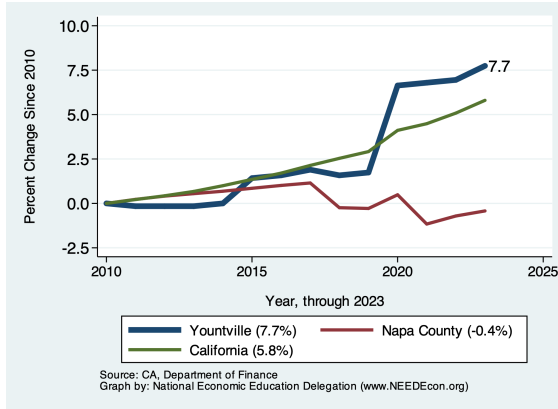 10.0
7.5
5.0
2.5
0.0
-2.5
Percent Change Since 2010
7.7
2010 2015 2020 2025
Year, through 2023
Yountville (7.7%) Napa County (-0.4%)
California (5.8%)
Source: CA, Department of Finance
Graph by: National Economic Education Delegation (www.NEEDEcon.org)